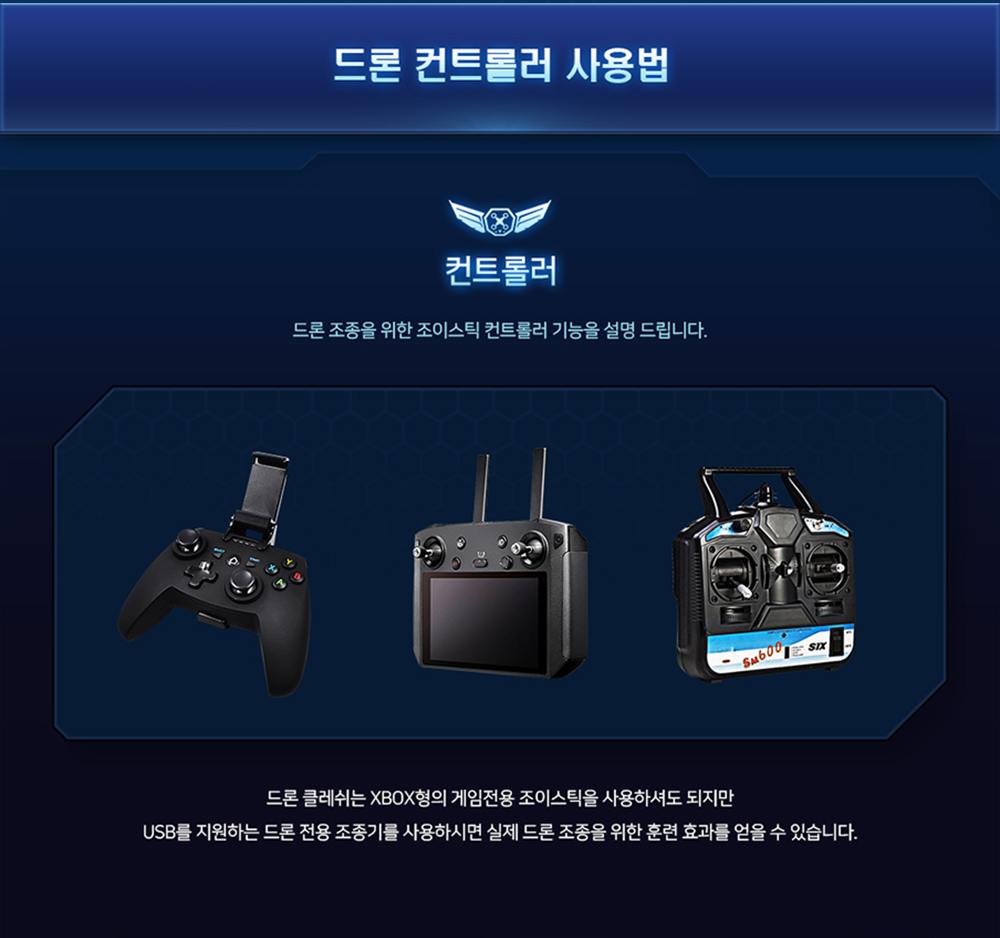 드론 컨트롤러 사용법
컨트롤러
드론 조종을 위한 조이스틱 컨트롤러 기능을 설명 드립니다.
X
Y
B
A
SM600
SIX
드론 클레쉬는 XBOX형의 게임전용 조이스틱을 사용하셔도 되지만
USB를 지원하는 드론 전용 조종기를 사용하시면 실제 드론 조종을 위한 훈련 효과를 얻을 수 있습니다.